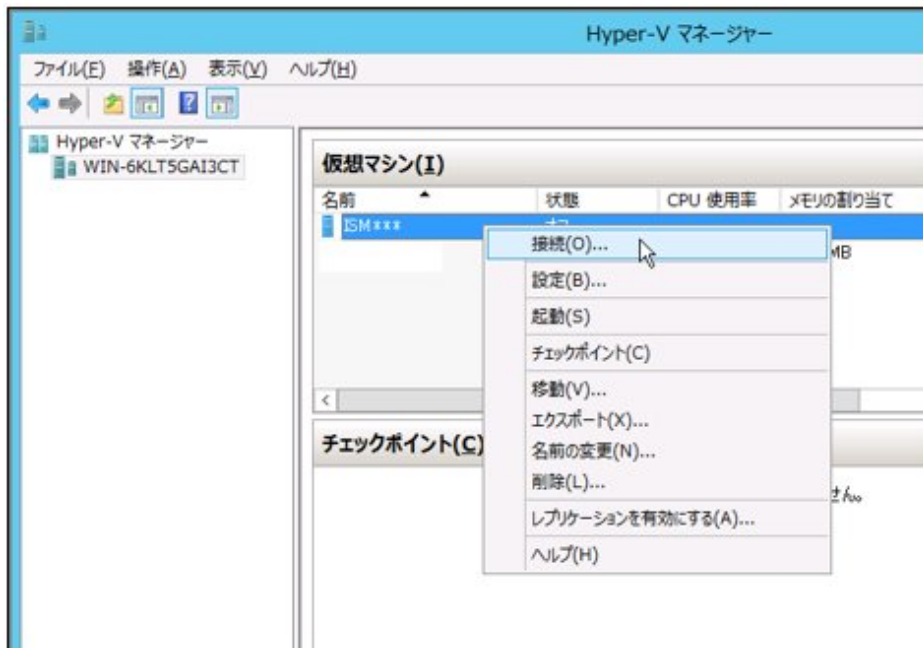 Hyper-V マネージャー
ファイル(F) 操作(A) 表示(V) ヘルプ(H)
Hyper-V マネージャー
WIN-6KLT5GAI3CT
仮想マシン(I)
名前 状態 CPU 使用率 メモリの割り当て
ISM***
MB
接続(O)...
設定(B)...
起動(S)
チェックポイント(C)
移動(V)...
エクスポート(X)...
名前の変更(N)...
削除(L)...
レプリケーションを有効にする(A)...
ヘルプ(H)
チェックポイント(C)
せん。